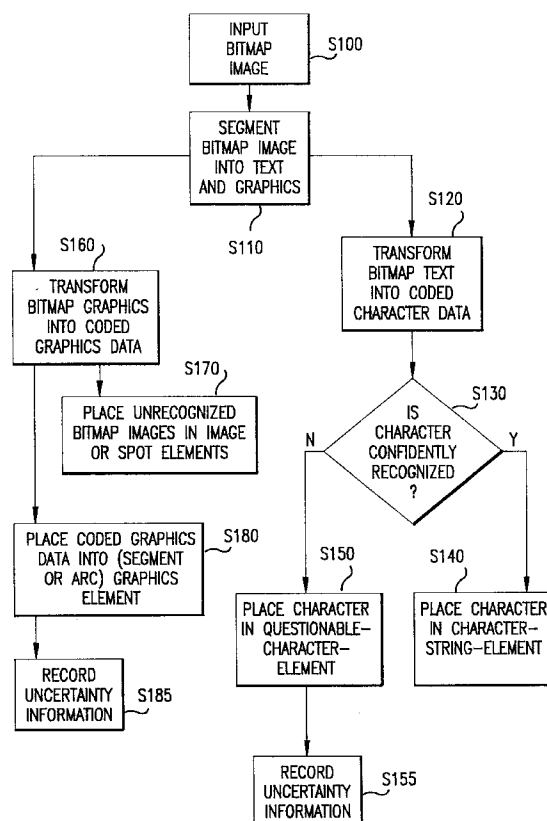 INPUT
BITMAP
IMAGE
S100
SEGMENT
BITMAP IMAGE
INTO TEXT
AND GRAPHICS
S110
S120
TRANSFORM
BITMAP TEXT
INTO CODED
CHARACTER DATA
S160
TRANSFORM
BITMAP GRAPHICS
INTO CODED
GRAPHICS DATA
S170
PLACE UNRECOGNIZED
BITMAP IMAGES IN IMAGE
OR SPOT ELEMENTS
S130
IS
CHARACTER
CONFIDENTLY
RECOGNIZED
?
N
Y
S180
PLACE CODED GRAPHICS
DATA INTO (SEGMENT
OR ARC) GRAPHICS
ELEMENT
S150
PLACE CHARACTER
IN QUESTIONABLE-
CHARACTER-
ELEMENT
S140
PLACE CHARACTER
IN CHARACTER-
STRING-ELEMENT
RECORD
UNCERTAINTY
INFORMATION
S185
RECORD
UNCERTAINTY
INFORMATION
S155